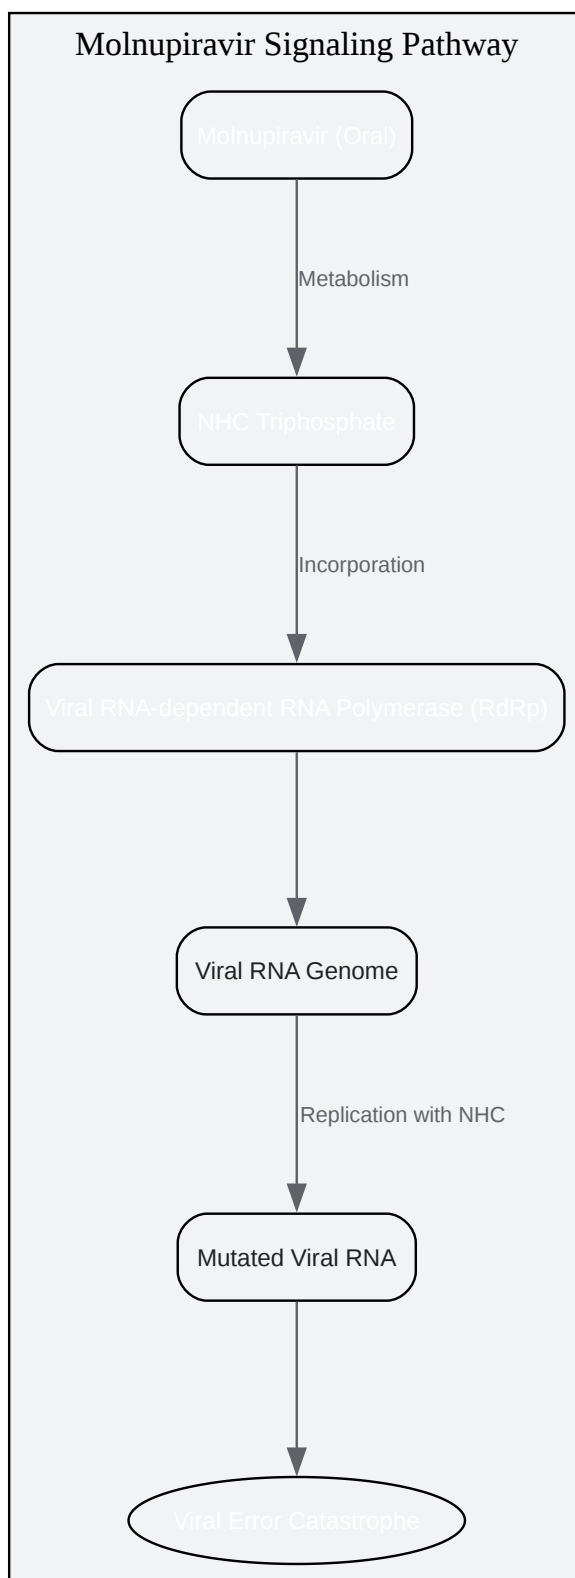 Molnupiravir Signaling Pathway
Molnupiravir (Oral)
Metabolism
NHC Triphosphate
Incorporation
Viral RNA-dependent RNA Polymerase (RdRp)
Viral RNA Genome
Replication with NHC
Mutated Viral RNA
Viral Error Catastrophe